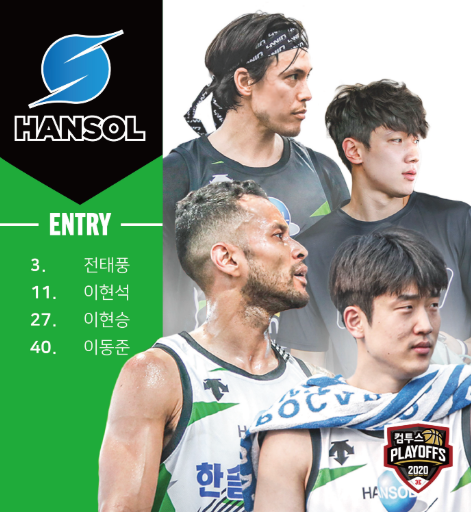 HANSOL
ENTRY
3. 전태풍
11. 이현석
27. 이현승
40. 이동준
한솔
HANSOL
컴투스
PLAYOFFS
2020